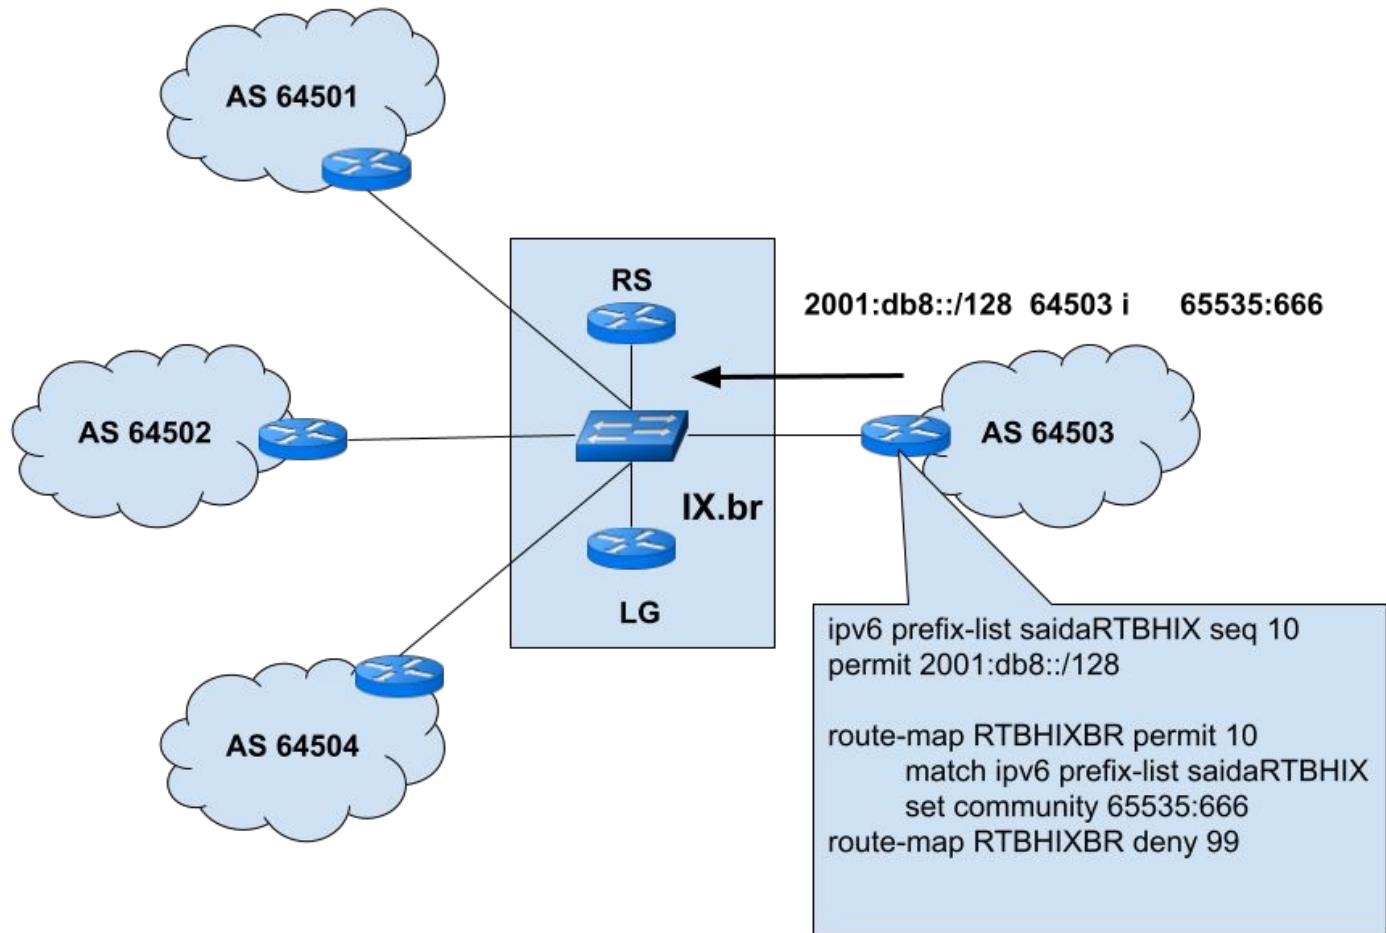 AS 64501
RS
2001:db8::/128  64503 i  65535:666
AS 64502
AS 64503
IX.br
LG
AS 64504
ipv6 prefix-list saidaRTBHIX seq 10
permit 2001:db8::/128
route-map RTBHIXBR permit 10
match ipv6 prefix-list saidaRTBHIX
set community 65535:666
route-map RTBHIXBR deny 99